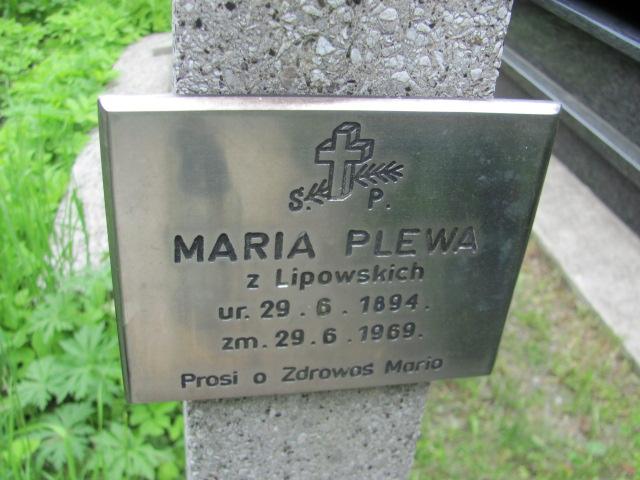 S. P.
MARIA PLEWA
z Lipowskich
ur. 29.6.1894.
zm. 29.6.1969.
Prosi o Zdrowas Mario